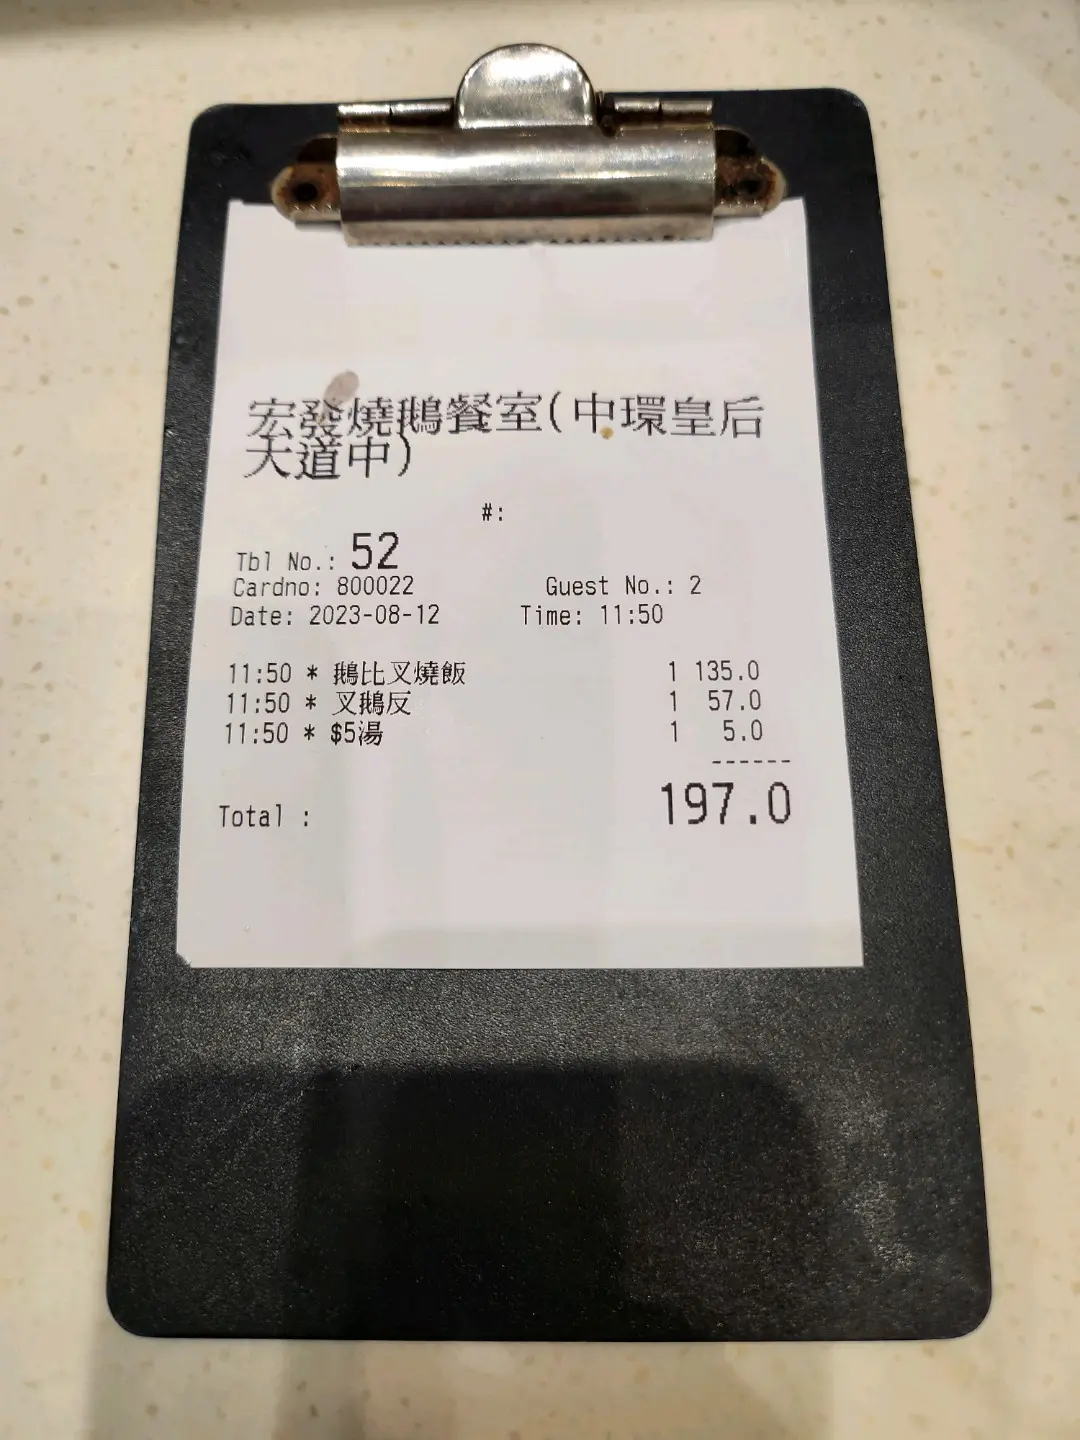 宏發燒鵝餐室(中環皇后
大道中)
#:
Tbl No.: 52
Cardno: 800022 Guest No.: 2
Date: 2023-08-12 Time: 11:50
11:50 * 鵝比叉燒飯 1 135.0
11:50 * 叉鵝反 1 57.0
11:50 * $5湯 1 5.0
------
Total : 197.0